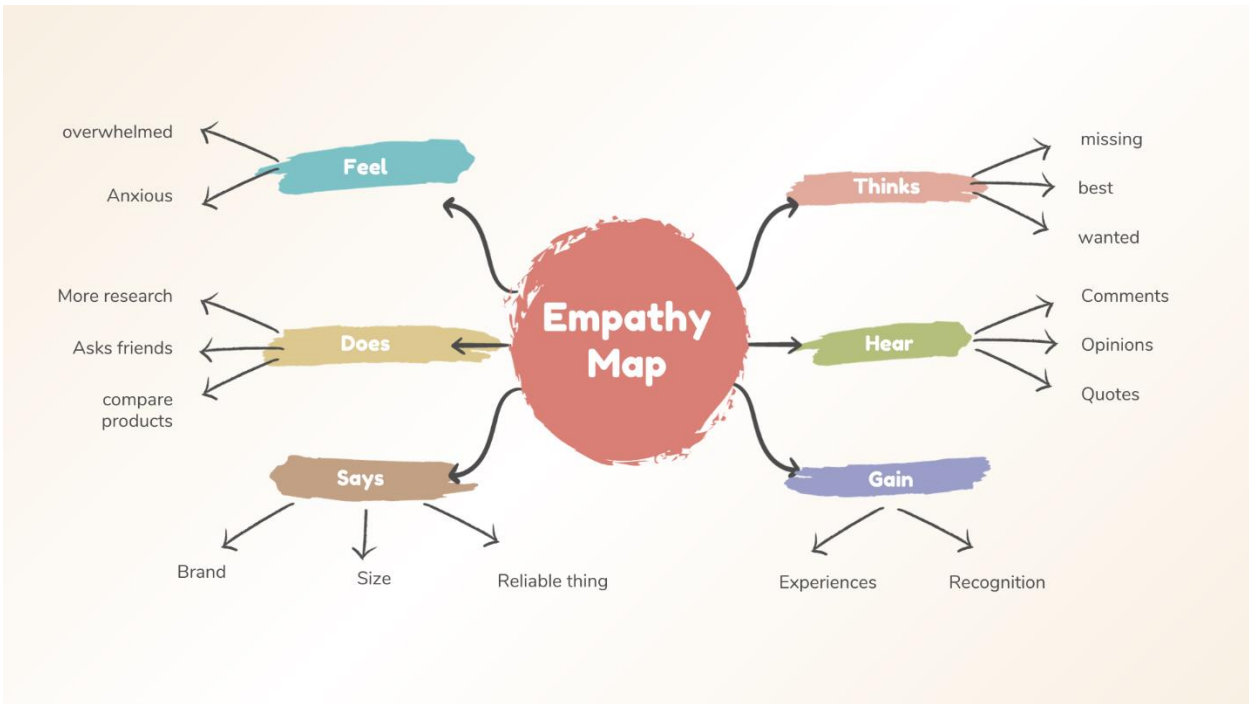 Empathy
Map
Feel
overwhelmed
Anxious
Does
More research
Asks friends
compare
products
Says
Brand
Size
Reliable thing
Thinks
missing
best
wanted
Hear
Comments
Opinions
Quotes
Gain
Experiences
Recognition